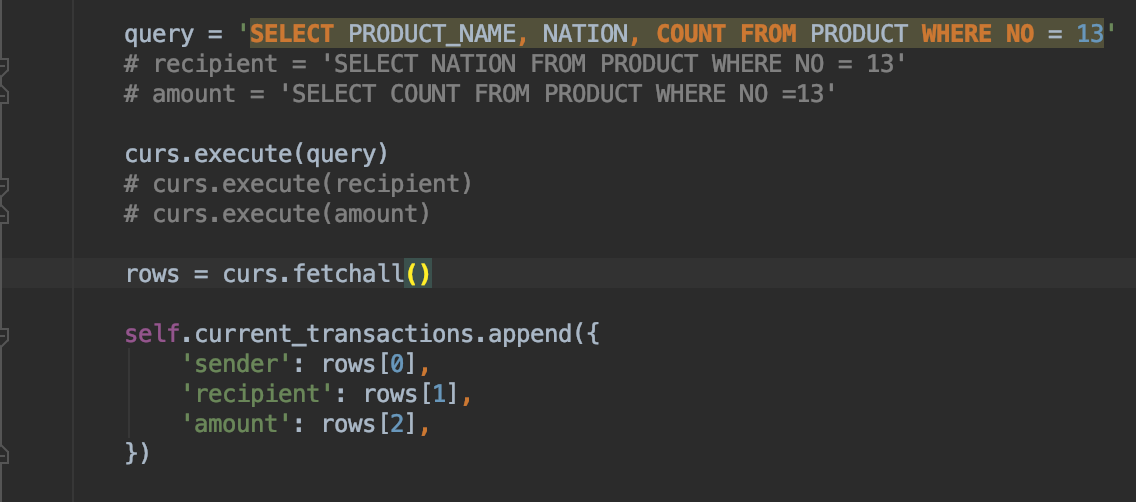 query = 'SELECT PRODUCT_NAME, NATION, COUNT FROM PRODUCT WHERE NO = 13'
# recipient = 'SELECT NATION FROM PRODUCT WHERE NO = 13'
# amount = 'SELECT COUNT FROM PRODUCT WHERE NO =13'
curs.execute(query)
# curs.execute(recipient)
# curs.execute(amount)
rows = curs.fetchall()
self.current_transactions.append({
'sender': rows[0],
'recipient': rows[1],
'amount': rows[2],
})